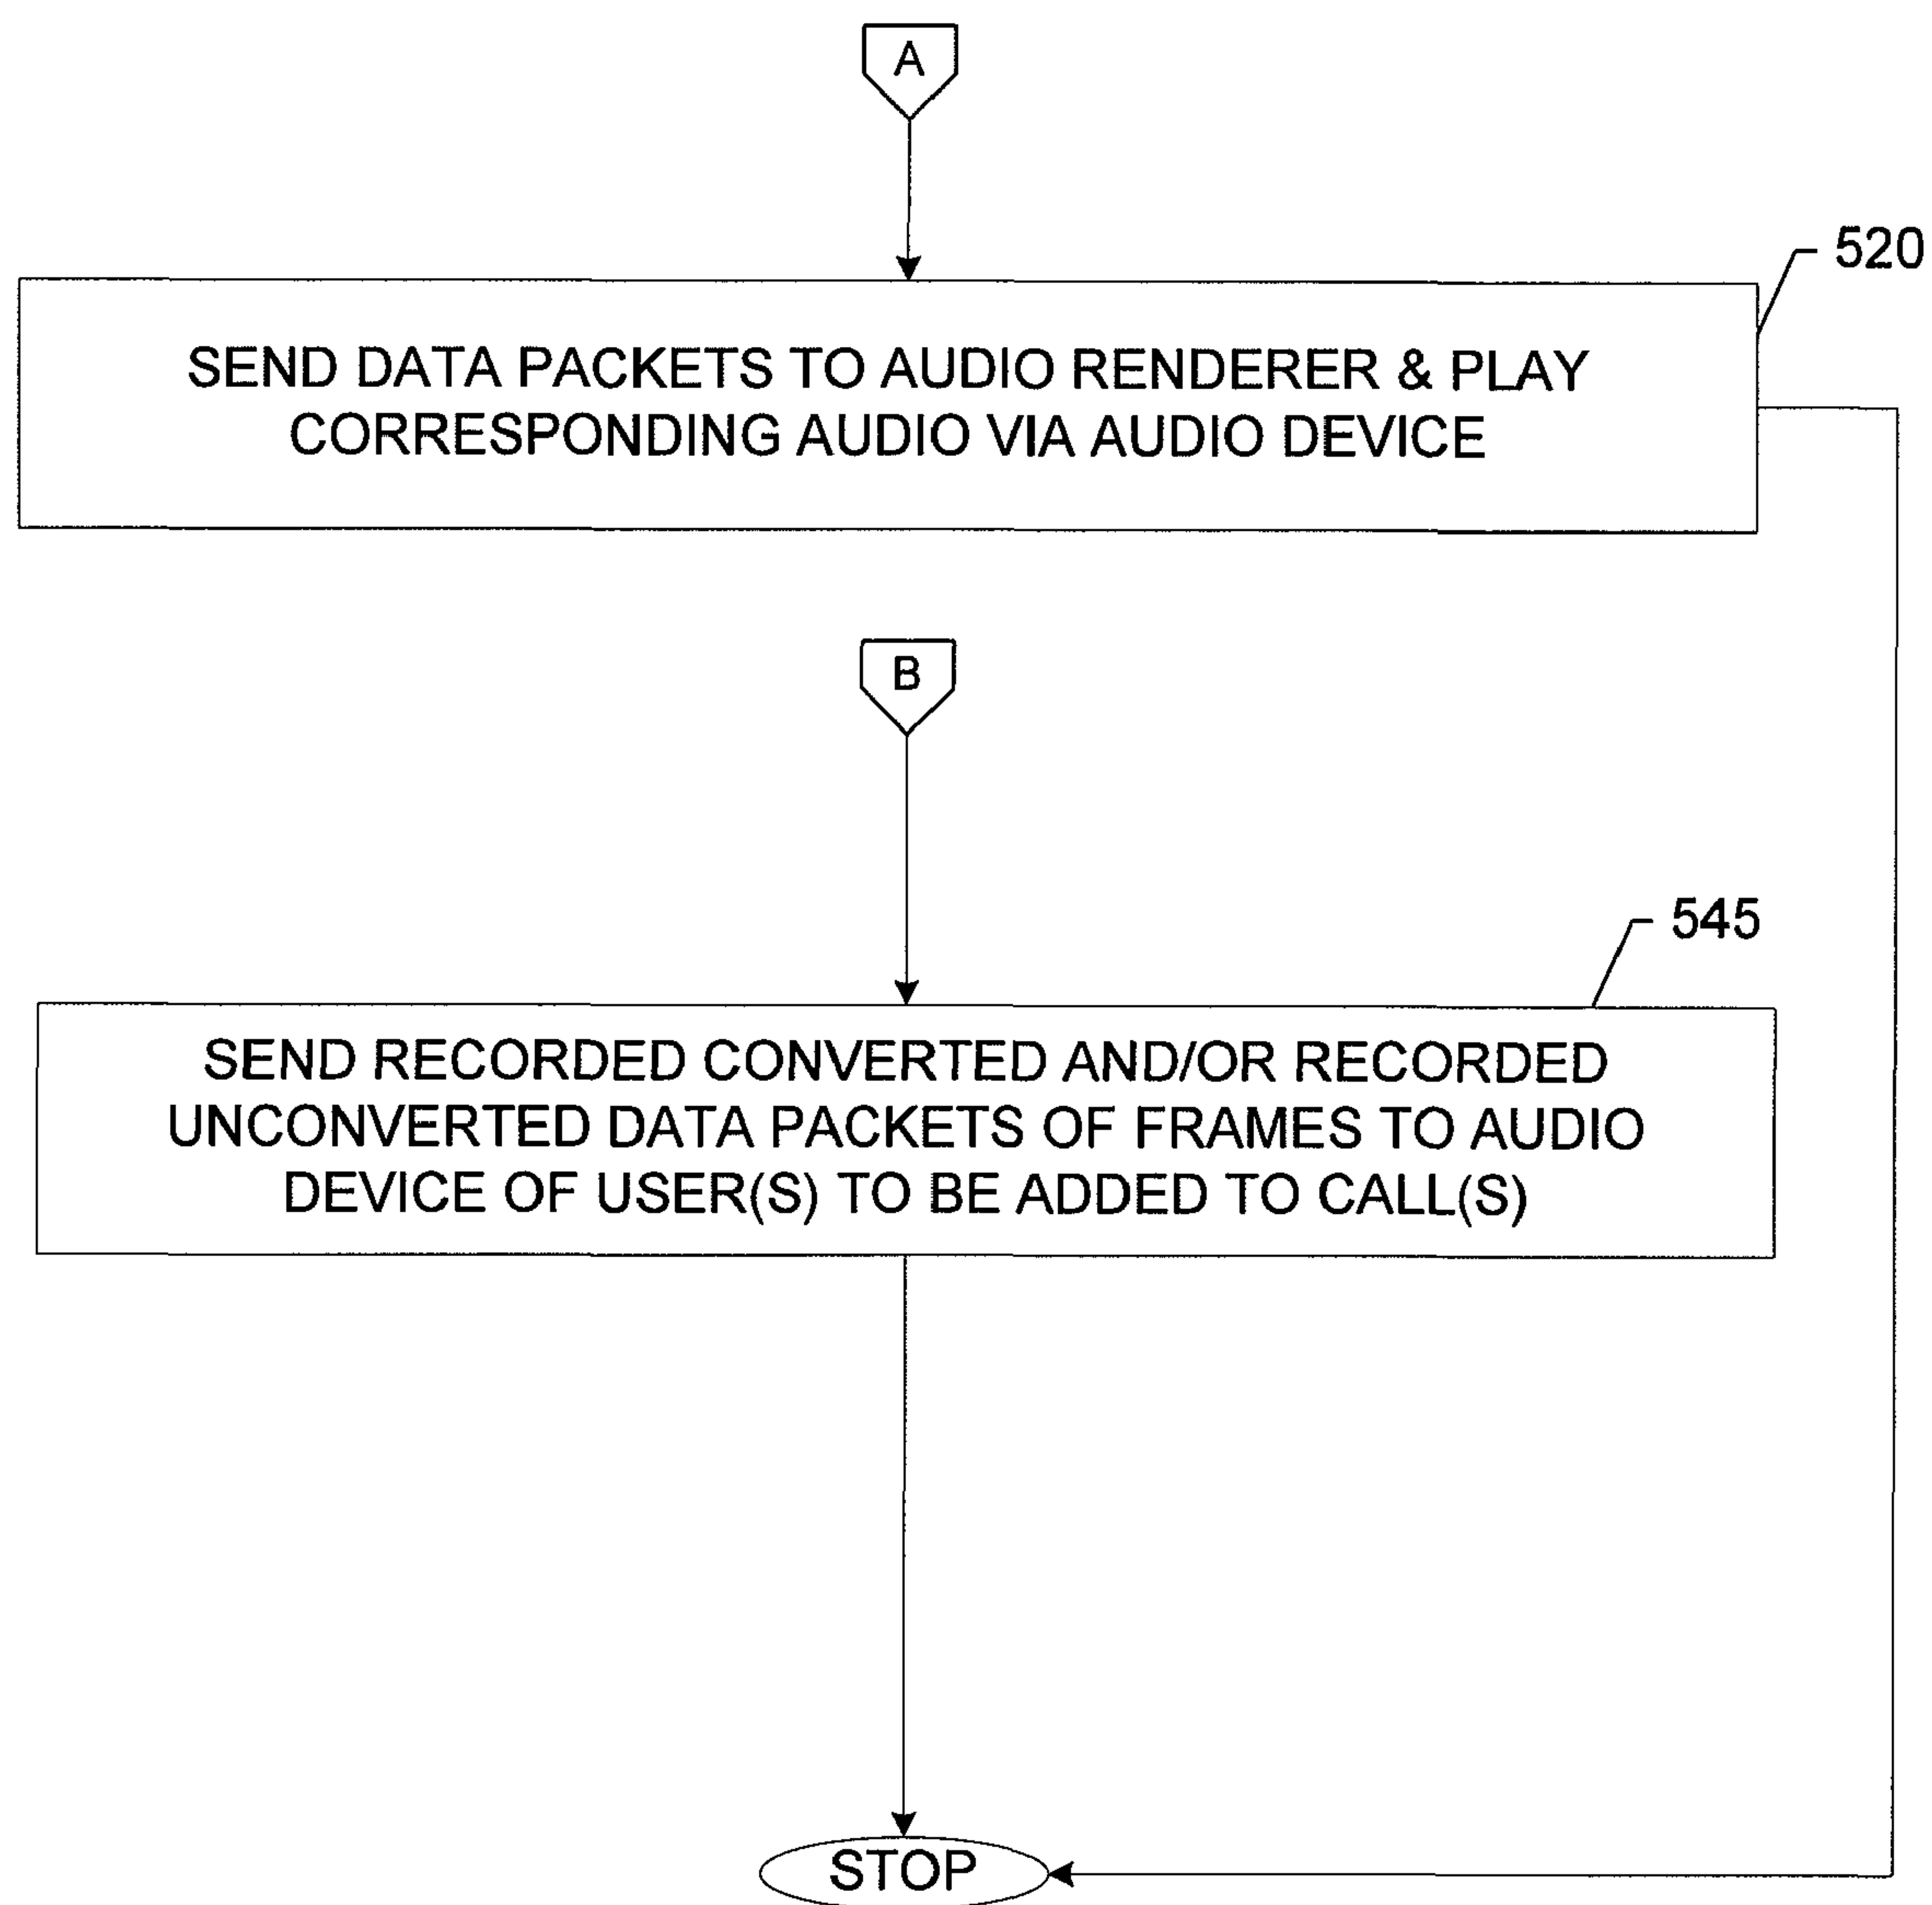 A
520
SEND DATA PACKETS TO AUDIO RENDERER & PLAY
CORRESPONDING AUDIO VIA AUDIO DEVICE
B
545
SEND RECORDED CONVERTED AND/OR RECORDED
UNCONVERTED DATA PACKETS OF FRAMES TO AUDIO
DEVICE OF USER(S) TO BE ADDED TO CALL(S)
STOP